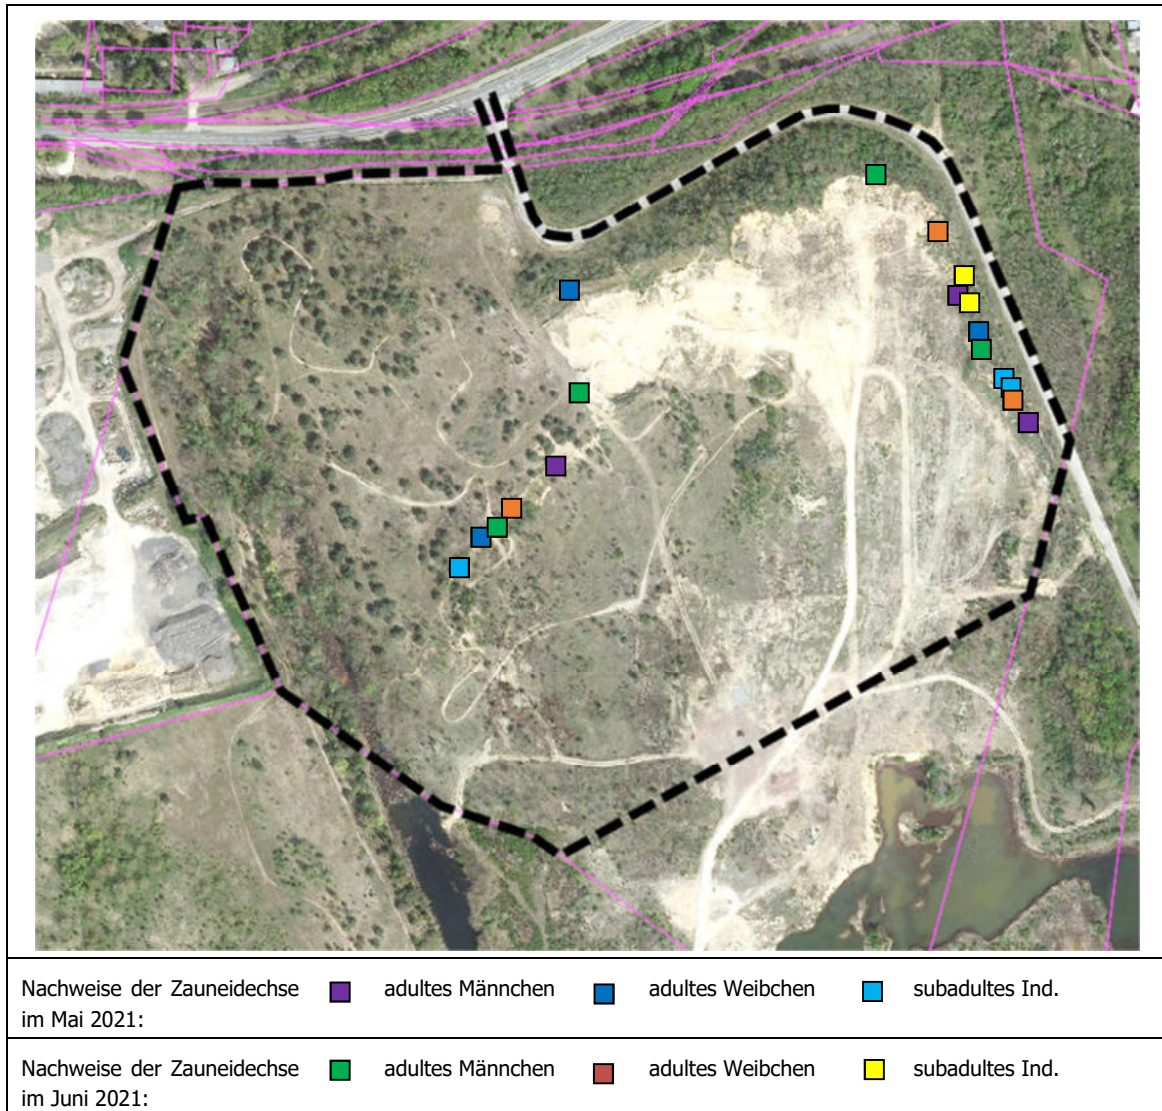 Nachweise der Zauneidechse adultes Männchen adultes Weibchen subadultes Ind.
im Mai 2021:
Nachweise der Zauneidechse adultes Männchen adultes Weibchen subadultes Ind.
im Juni 2021: